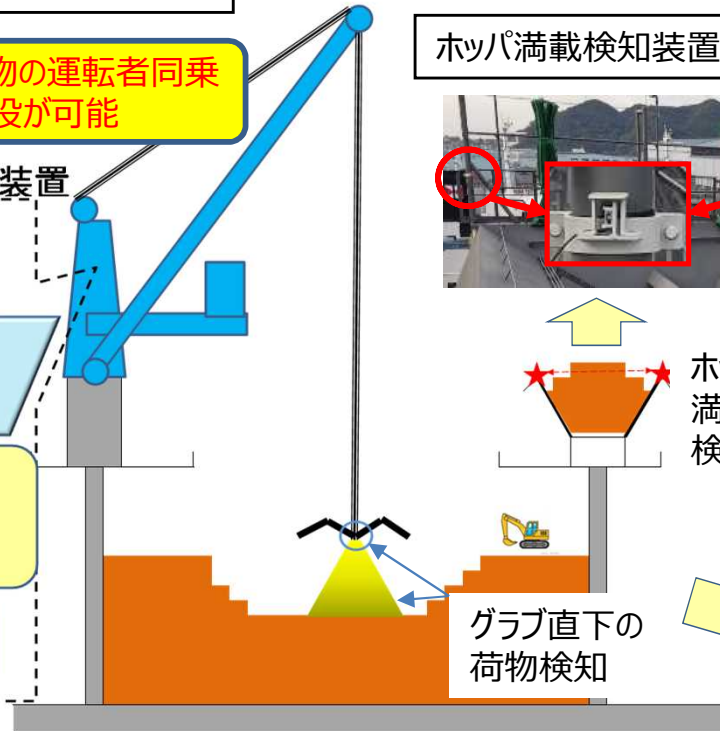 物の運転者同乗
役が可能
ホッパ満載検知装置
装置
ホ
満
検
グラブ直下の
荷物検知